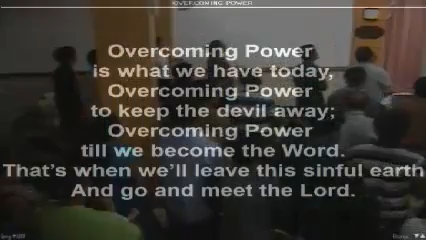 OVERCOMING POWER
Overcoming Power
is what we have today,
Overcoming Power
to keep the devil away;
Overcoming Power
till we become the Word.
That's when we'll leave this sinful earth
And go and meet the Lord.